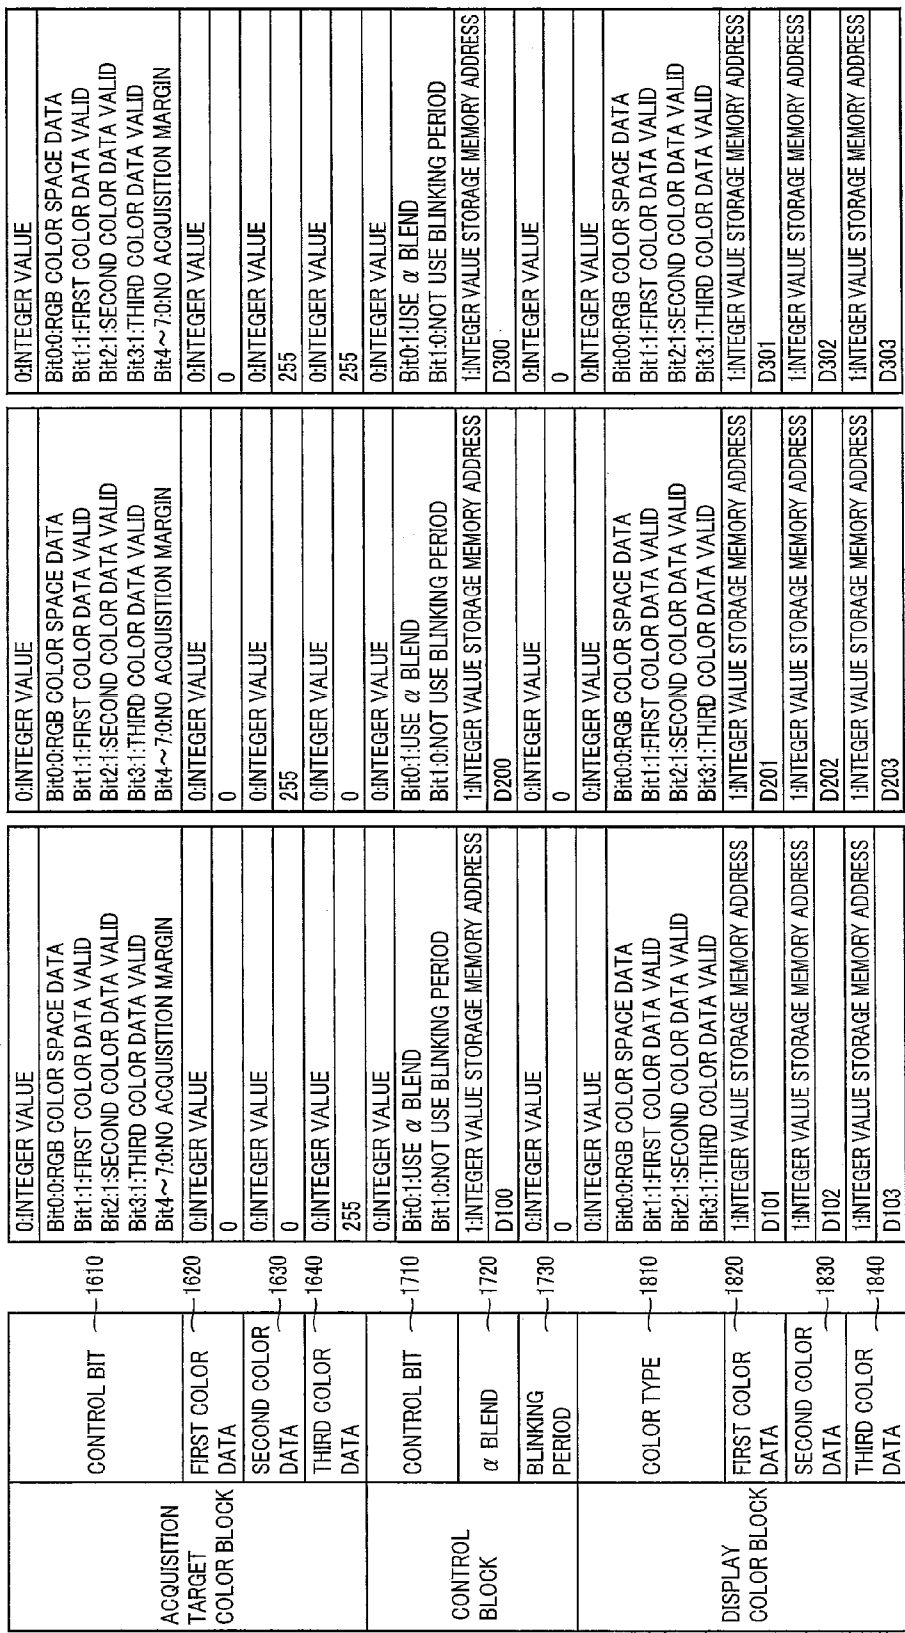 ACQUISITION
TARGET
COLOR BLOCK
CONTROL
BLOCK
DISPLAY
COLOR BLOCK
CONTROL BIT
FIRST COLOR
DATA
SECOND COLOR
DATA
THIRD COLOR
DATA
CONTROL BIT
α BLEND
BLINKING
PERIOD
COLOR TYPE
FIRST COLOR
DATA
SECOND COLOR
DATA
THIRD COLOR
DATA
1610
1620
1630
1640
1710
1720
1730
1810
1820
1830
1840
0:INTEGER VALUE
Bit0:0:RGB COLOR SPACE DATA
Bit1:1:FIRST COLOR DATA VALID
Bit2:1:SECOND COLOR DATA VALID
Bit3:1:THIRD COLOR DATA VALID
Bit4~7:0:NO ACQUISITION MARGIN
0:INTEGER VALUE
0
0:INTEGER VALUE
0
0:INTEGER VALUE
255
0:INTEGER VALUE
Bit0:1:USE α BLEND
Bit1:0:NOT USE BLINKING PERIOD
1:INTEGER VALUE STORAGE MEMORY ADDRESS
D100
0:INTEGER VALUE
0
0:INTEGER VALUE
Bit0:0:RGB COLOR SPACE DATA
Bit1:1:FIRST COLOR DATA VALID
Bit2:1:SECOND COLOR DATA VALID
Bit3:1:THIRD COLOR DATA VALID
1:INTEGER VALUE STORAGE MEMORY ADDRESS
D101
1:INTEGER VALUE STORAGE MEMORY ADDRESS
D102
1:INTEGER VALUE STORAGE MEMORY ADDRESS
D103
0:INTEGER VALUE
Bit0:0:RGB COLOR SPACE DATA
Bit1:1:FIRST COLOR DATA VALID
Bit2:1:SECOND COLOR DATA VALID
Bit3:1:THIRD COLOR DATA VALID
Bit4~7:0:NO ACQUISITION MARGIN
0:INTEGER VALUE
0
0:INTEGER VALUE
255
0:INTEGER VALUE
0
0:INTEGER VALUE
Bit0:1:USE α BLEND
Bit1:0:NOT USE BLINKING PERIOD
1:INTEGER VALUE STORAGE MEMORY ADDRESS
D200
0:INTEGER VALUE
0
0:INTEGER VALUE
Bit0:0:RGB COLOR SPACE DATA
Bit1:1:FIRST COLOR DATA VALID
Bit2:1:SECOND COLOR DATA VALID
Bit3:1:THIRD COLOR DATA VALID
1:INTEGER VALUE STORAGE MEMORY ADDRESS
D201
1:INTEGER VALUE STORAGE MEMORY ADDRESS
D202
1:INTEGER VALUE STORAGE MEMORY ADDRESS
D203
0:INTEGER VALUE
Bit0:0:RGB COLOR SPACE DATA
Bit1:1:FIRST COLOR DATA VALID
Bit2:1:SECOND COLOR DATA VALID
Bit3:1:THIRD COLOR DATA VALID
Bit4~7:0:NO ACQUISITION MARGIN
0:INTEGER VALUE
0
0:INTEGER VALUE
255
0:INTEGER VALUE
255
0:INTEGER VALUE
Bit0:1:USE α BLEND
Bit1:0:NOT USE BLINKING PERIOD
1:INTEGER VALUE STORAGE MEMORY ADDRESS
D300
0:INTEGER VALUE
0
0:INTEGER VALUE
Bit0:0:RGB COLOR SPACE DATA
Bit1:1:FIRST COLOR DATA VALID
Bit2:1:SECOND COLOR DATA VALID
Bit3:1:THIRD COLOR DATA VALID
1:INTEGER VALUE STORAGE MEMORY ADDRESS
D301
1:INTEGER VALUE STORAGE MEMORY ADDRESS
D302
1:INTEGER VALUE STORAGE MEMORY ADDRESS
D303